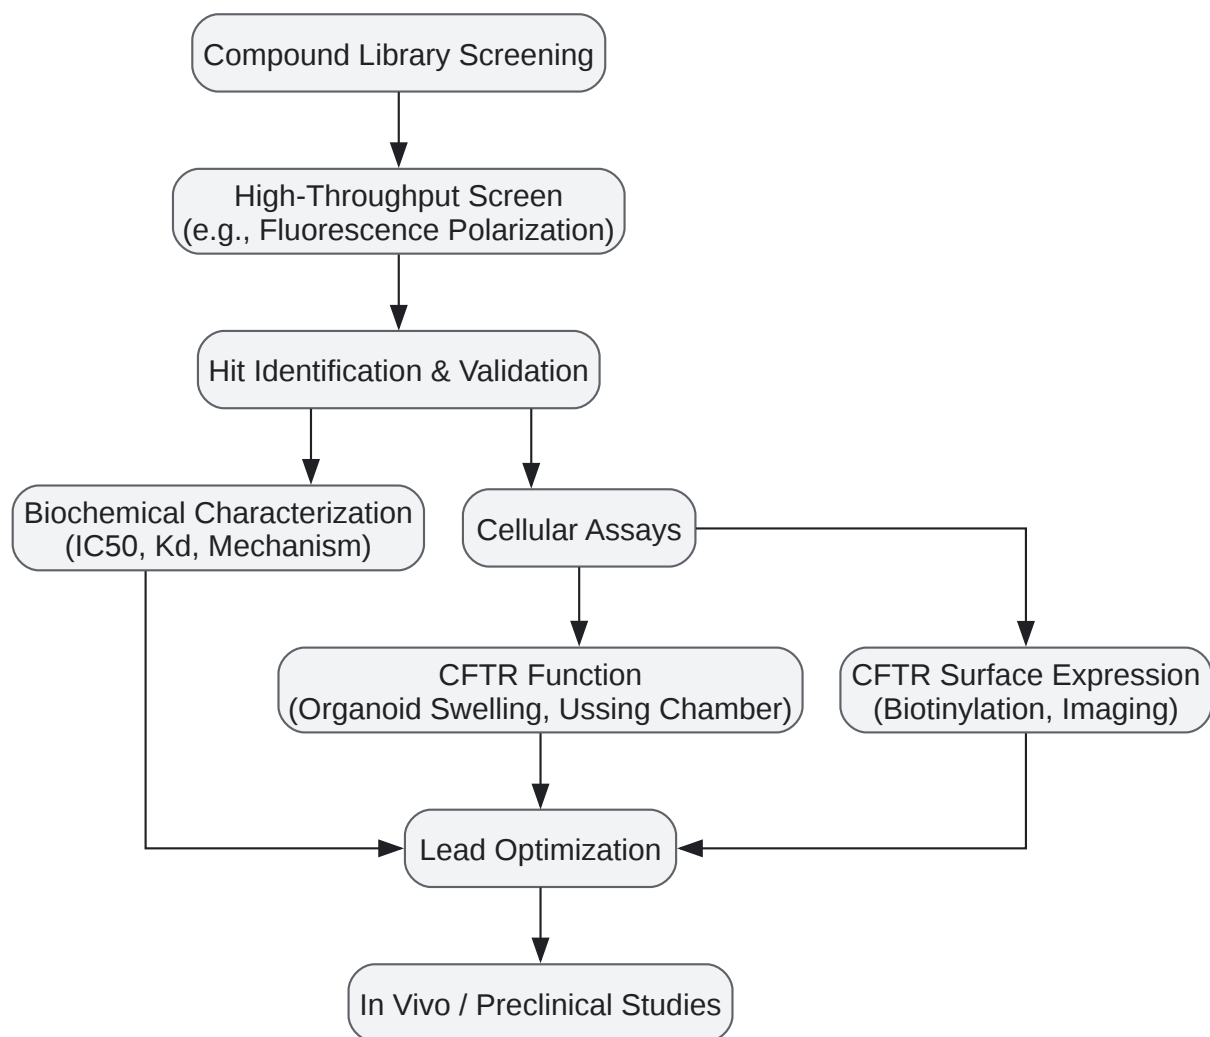 Compound Library Screening
High-Throughput Screen
(e.g., Fluorescence Polarization)
Hit Identification & Validation
Biochemical Characterization
(IC50, Kd, Mechanism)
Cellular Assays
CFTR Function
(Organoid Swelling, Ussing Chamber)
CFTR Surface Expression
(Biotinylation, Imaging)
Lead Optimization
In Vivo / Preclinical Studies